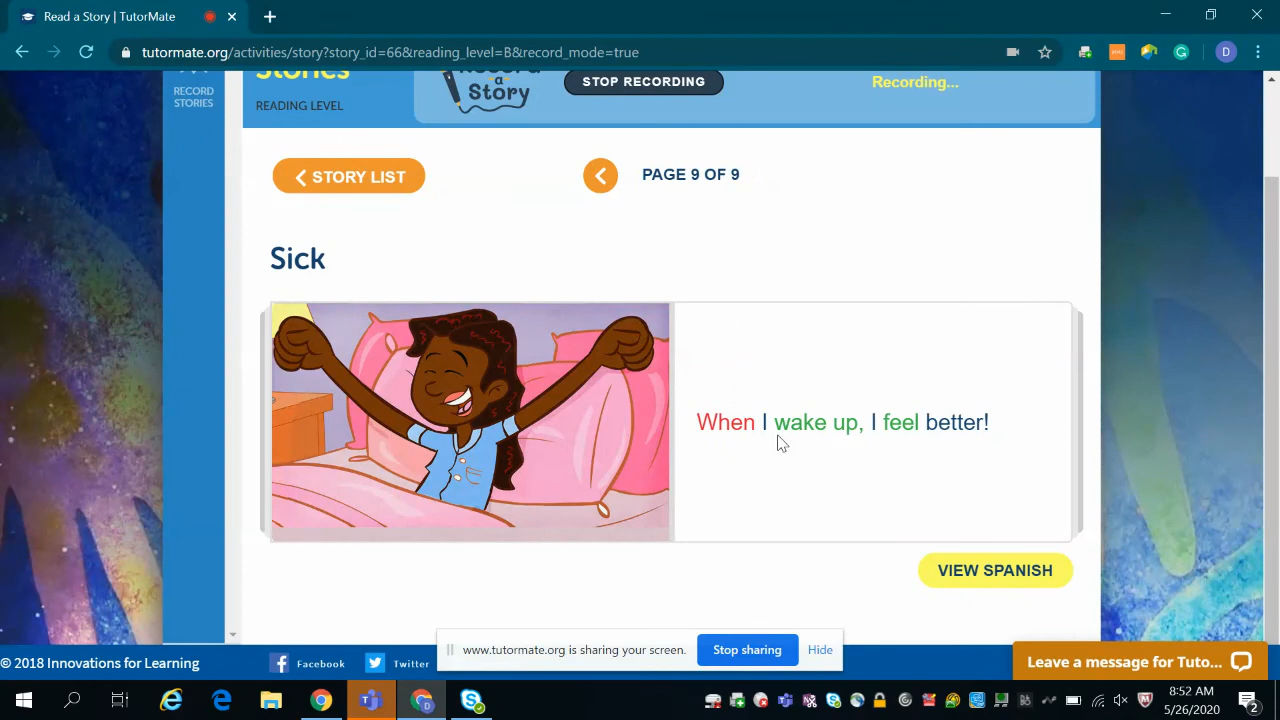 Read a Story | TutorMate
tutormate.org/activities/story?story_id=66&reading_level=B&record_mode=true
D
RECORD
STORIES
Stories
READING LEVEL
Record
a
Story
STOP RECORDING
Recording...
STORY LIST
PAGE 9 OF 9
Sick
When I wake up, I feel better!
VIEW SPANISH
www.tutormate.org is sharing your screen.
Stop sharing
Hide
© 2018 Innovations for Learning
Facebook
Twitter
Leave a message for Tuto...
8:52 AM
5/26/2020
2